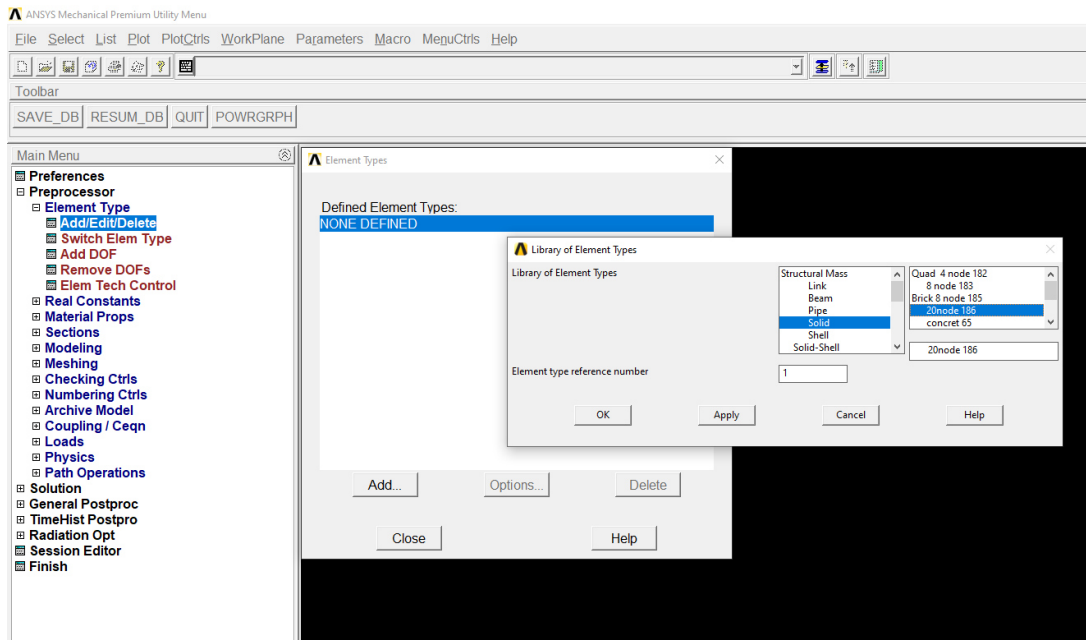 ANSYS Mechanical Premium Utility Menu
File Select List Plot PlotCtrls WorkPlane Parameters Macro MenuCtrls Help
Toolbar
SAVE_DB RESUM_DB QUIT POWRGRPH
Main Menu
Preferences
Preprocessor
Element Type
Add/Edit/Delete
Switch Elem Type
Add DOF
Remove DOFs
Elem Tech Control
Real Constants
Material Props
Sections
Modeling
Meshing
Checking Ctrls
Numbering Ctrls
Archive Model
Coupling / Ceqn
Loads
Physics
Path Operations
Solution
General Postproc
TimeHist Postpro
Radiation Opt
Session Editor
Finish
Element Types
Defined Element Types:
NONE DEFINED
Add...
Options...
Delete
Close
Help
Library of Element Types
Library of Element Types
Structural Mass
Link
Beam
Pipe
Solid
Shell
Solid-Shell
Quad 4 node 182
8 node 183
Brick 8 node 185
20node 186
concret 65
20node 186
Element type reference number
1
OK
Apply
Cancel
Help